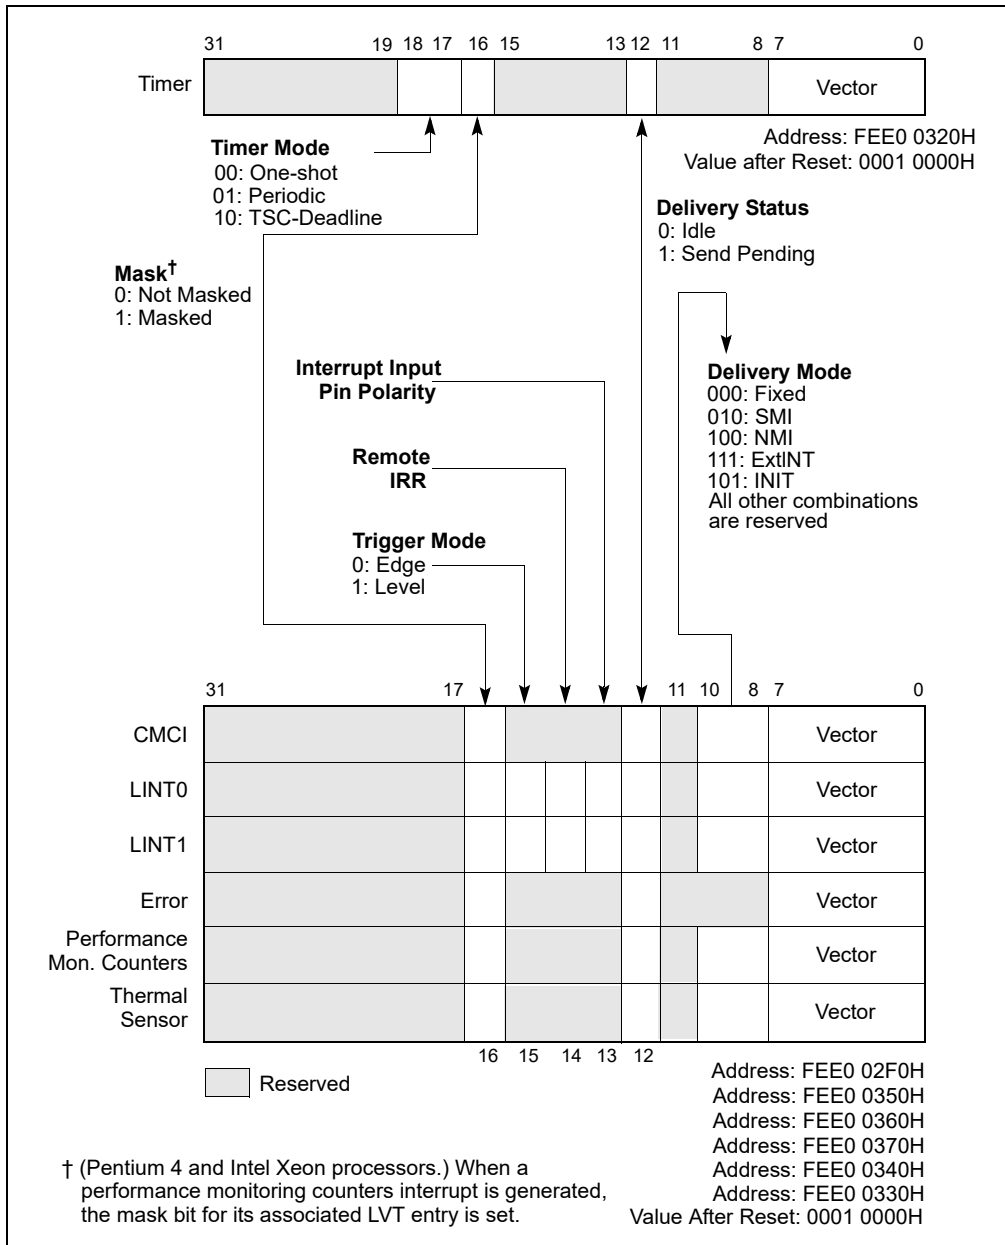 31 19 18 17 16 15 13 12 11 8 7 0
Timer Vector
Address: FEE0 0320H
Value after Reset: 0001 0000H
Timer Mode
00: One-shot
01: Periodic
10: TSC-Deadline
Delivery Status
0: Idle
1: Send Pending
Mask†
0: Not Masked
1: Masked
Interrupt Input
Pin Polarity
Delivery Mode
000: Fixed
010: SMI
100: NMI
111: ExtINT
101: INIT
All other combinations
are reserved
Remote
IRR
Trigger Mode
0: Edge
1: Level
31 17 11 10 8 7 0
CMCI Vector
LINT0 Vector
LINT1 Vector
Error Vector
Performance
Mon. Counters Vector
Thermal
Sensor Vector
16 15 14 13 12
Reserved
Address: FEE0 02F0H
Address: FEE0 0350H
Address: FEE0 0360H
Address: FEE0 0370H
Address: FEE0 0340H
Address: FEE0 0330H
Value After Reset: 0001 0000H
† (Pentium 4 and Intel Xeon processors.) When a
performance monitoring counters interrupt is generated,
the mask bit for its associated LVT entry is set.